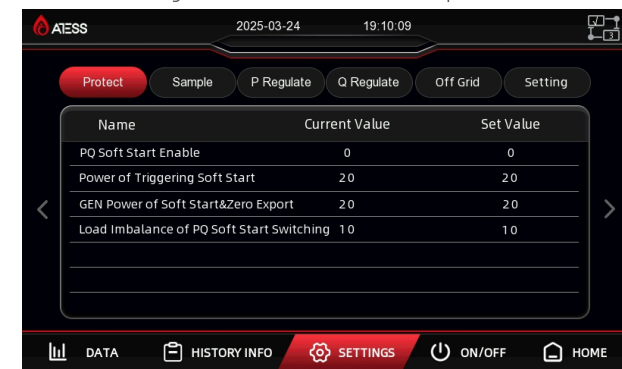 ATESS 2025-03-24 19:10:09
3
Protect Sample P Regulate Q Regulate Off Grid Setting
Name Current Value Set Value
PQ Soft Start Enable 0 0
Power of Triggering Soft Start 20 20
GEN Power of Soft Start&Zero Export 20 20
Load Imbalance of PQ Soft Start Switching 10 10
DATA HISTORY INFO SETTINGS ON/OFF HOME